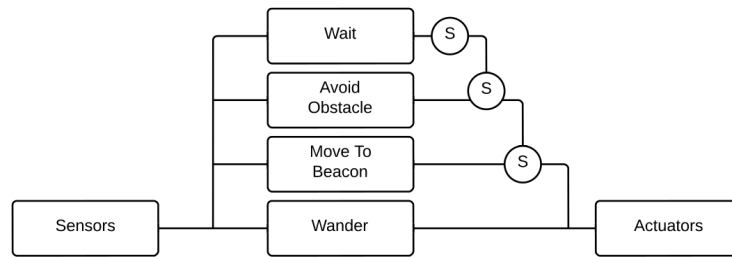 Wait
S
Avoid
Obstacle
S
Move To
Beacon
S
Sensors
Wander
Actuators